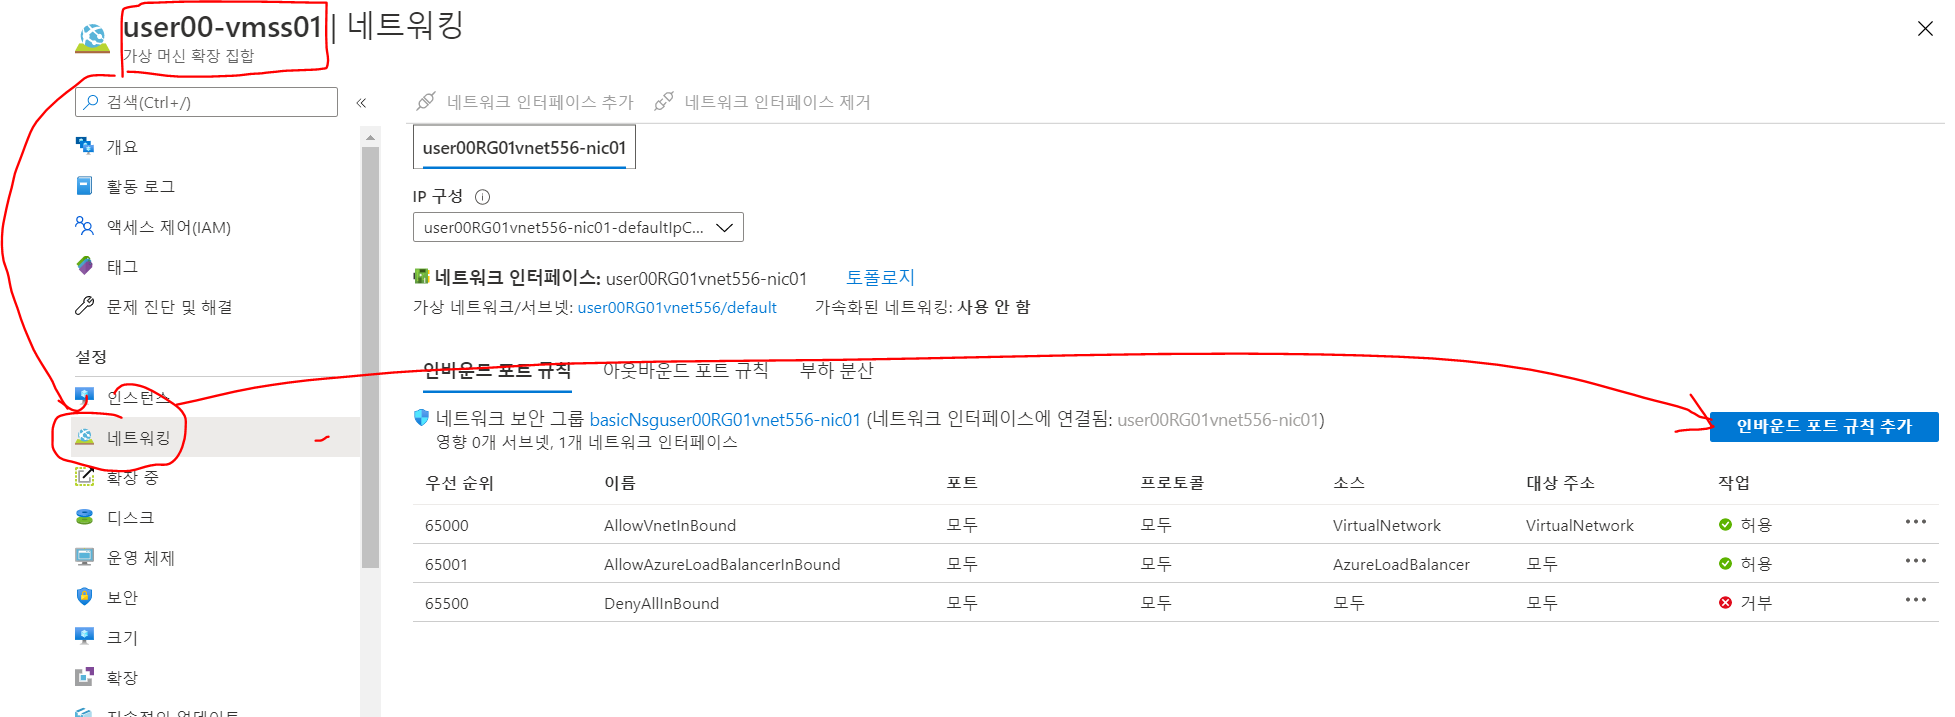 user00-vmss01 | 네트워킹
가상 머신 확장 집합
검색(Ctrl+/)
개요
활동 로그
액세스 제어(IAM)
태그
문제 진단 및 해결
설정
인스턴스
네트워킹
확장 중
디스크
운영 체제
보안
크기
확장
네트워크 인터페이스 추가 네트워크 인터페이스 제거
user00RG01vnet556-nic01
IP 구성
user00RG01vnet556-nic01-defaultIpC...
네트워크 인터페이스: user00RG01vnet556-nic01 토폴로지
가상 네트워크/서브넷: user00RG01vnet556/default 가속화된 네트워킹: 사용 안 함
인바운드 포트 규칙 아웃바운드 포트 규칙 부하 분산
네트워크 보안 그룹 basicNsguser00RG01vnet556-nic01 (네트워크 인터페이스에 연결됨: user00RG01vnet556-nic01)
영향 0개 서브넷, 1개 네트워크 인터페이스
인바운드 포트 규칙 추가
우선 순위 이름 포트 프로토콜 소스 대상 주소 작업
65000 AllowVnetInBound 모두 모두 VirtualNetwork VirtualNetwork 허용
65001 AllowAzureLoadBalancerInBound 모두 모두 AzureLoadBalancer 모두 허용
65500 DenyAllInBound 모두 모두 모두 모두 거부